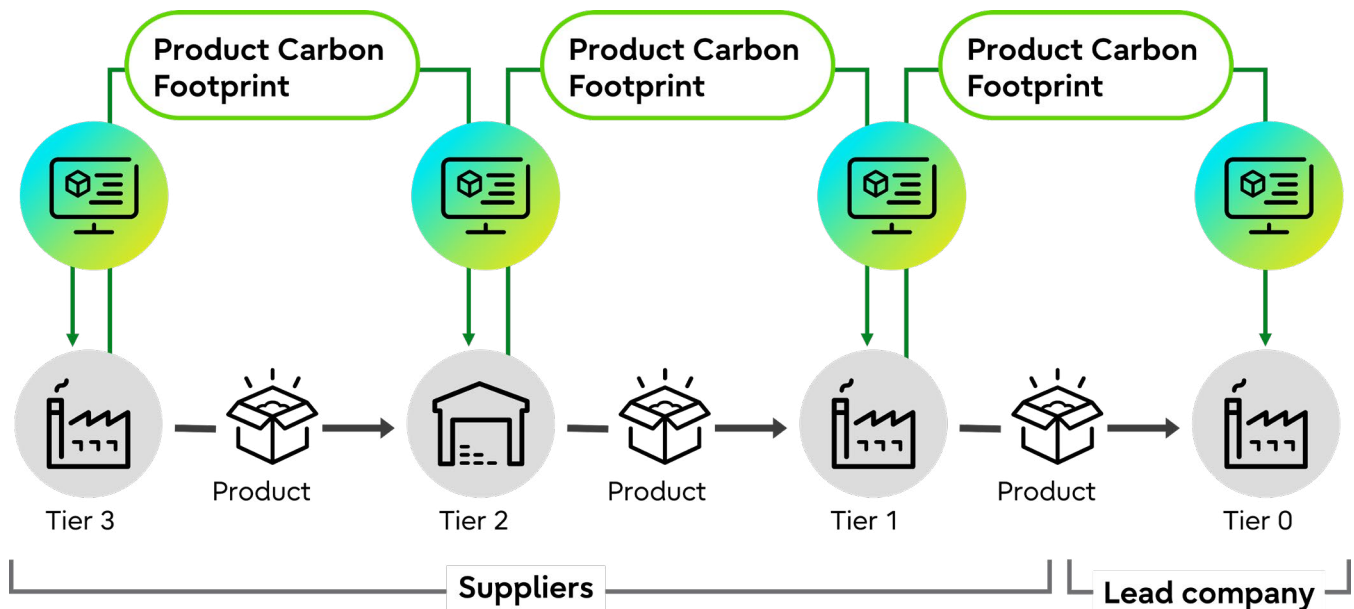 Product Carbon
Footprint
Product Carbon
Footprint
Product Carbon
Footprint
Product
Product
Product
Tier 3
Tier 2
Tier 1
Tier 0
Suppliers
Lead company